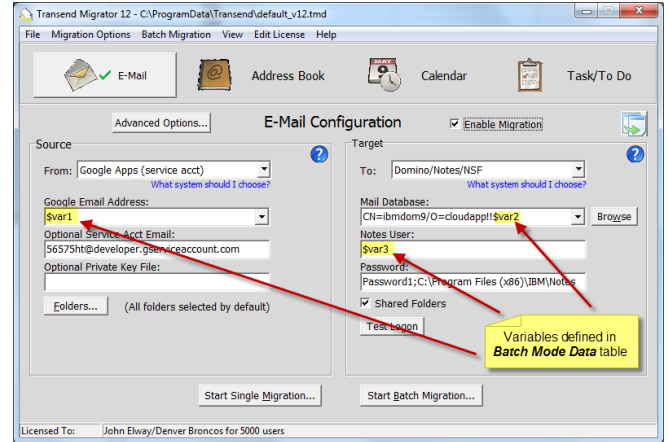 Transend Migrator 12 - C:\ProgramData\Transend\default_v12.tmd
File Migration Options Batch Migration View Edit License Help
E-Mail
Address Book
MAY
Calendar
Task/To Do
Advanced Options...
E-Mail Configuration
Enable Migration
Source
From: Google Apps (service acct)
What system should I choose?
Google Email Address:
$var1
Optional Service Acct Email:
56575ht@developer.gserviceaccount.com
Optional Private Key File:
Folders...
(All folders selected by default)
Target
To: Domino/Notes/NSF
What system should I choose?
Mail Database:
CN=ibmdom9/O=cloudapp!!$var2
Browse
Notes User:
$var3
Password:
Password1;C:\Program Files (x86)\IBM\Notes
Shared Folders
Test Logon
Variables defined in
Batch Mode Data table
Start Single Migration...
Start Batch Migration...
Licensed To: John Elway/Denver Broncos for 5000 users